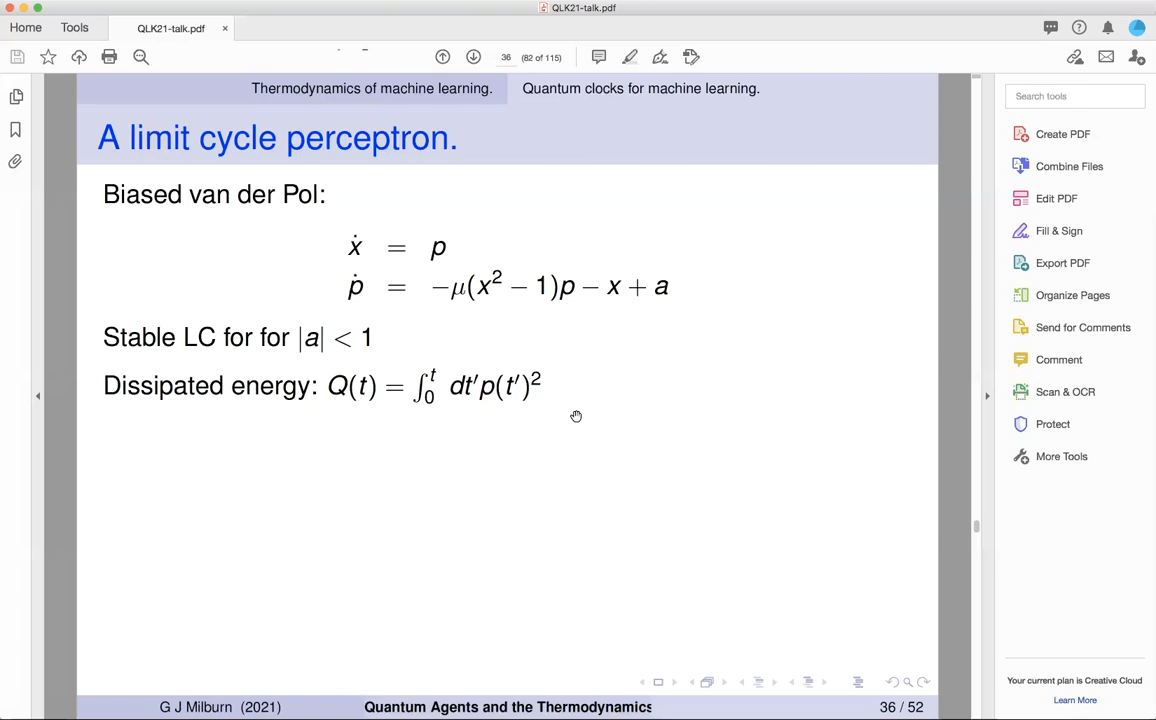 QLK21-talk.pdf
Home Tools QLK21-talk.pdf ×
36 (82 of 115)
Thermodynamics of machine learning. Quantum clocks for machine learning.
A limit cycle perceptron.
Biased van der Pol:
ẋ = p
ṗ = −μ(x² − 1)p − x + a
Stable LC for for |a| < 1
Dissipated energy: Q(t) = ∫₀ᵗ dt′p(t′)²
G J Milburn (2021) Quantum Agents and the Thermodynamics 36 / 52
Search tools
Create PDF
Combine Files
Edit PDF
Fill & Sign
Export PDF
Organize Pages
Send for Comments
Comment
Scan & OCR
Protect
More Tools
Your current plan is Creative Cloud
Learn More